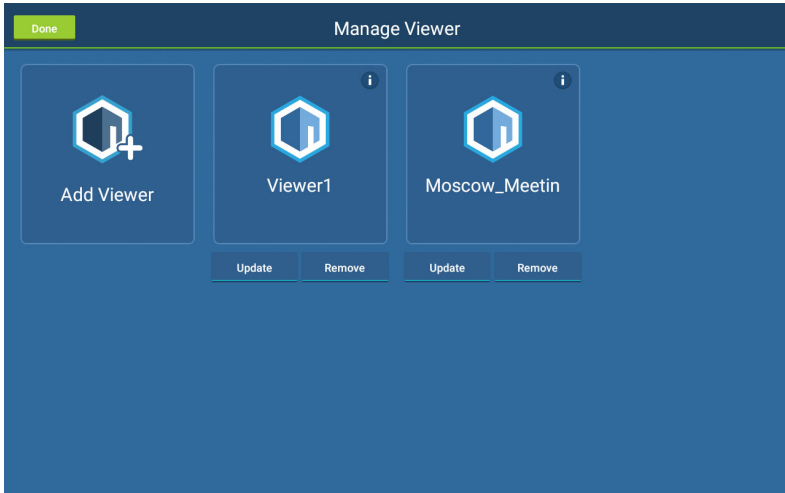 Done
Manage Viewer
i
i
Add Viewer
Viewer1
Moscow_Meetin
Update
Remove
Update
Remove